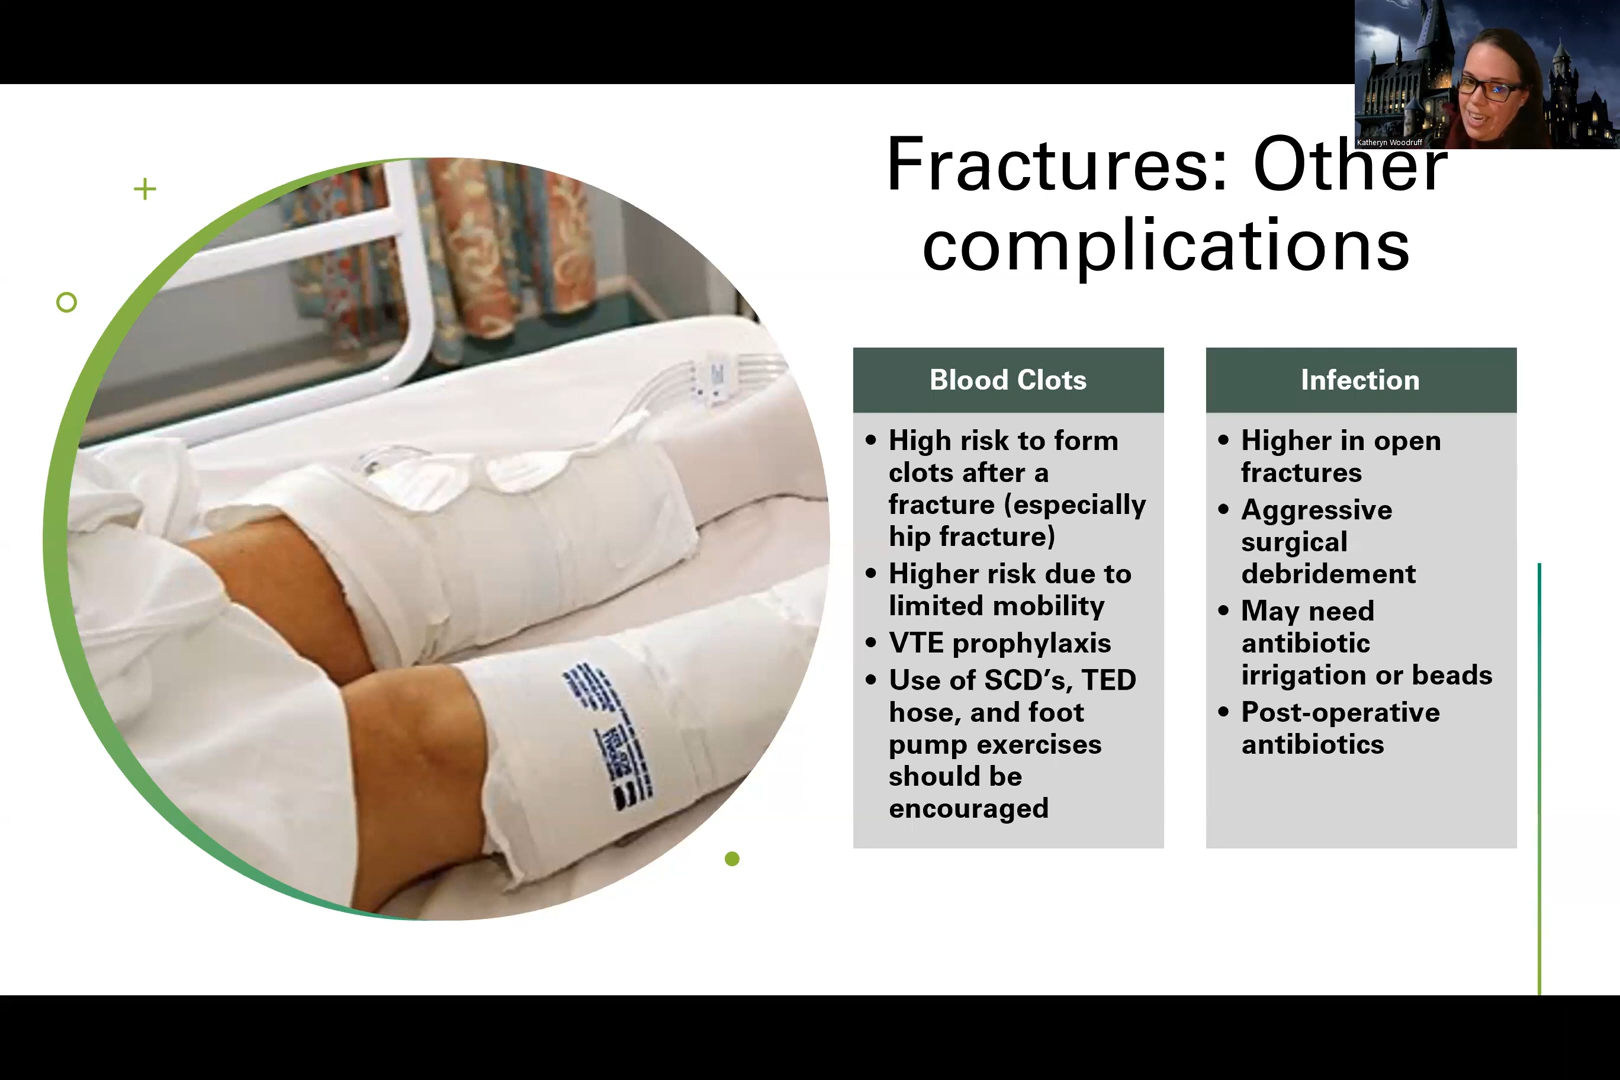 Katheryn Woodruff
Fractures: Other
complications
Blood Clots
• High risk to form
clots after a
fracture (especially
hip fracture)
• Higher risk due to
limited mobility
• VTE prophylaxis
• Use of SCD’s, TED
hose, and foot
pump exercises
should be
encouraged
Infection
• Higher in open
fractures
• Aggressive
surgical
debridement
• May need
antibiotic
irrigation or beads
• Post-operative
antibiotics